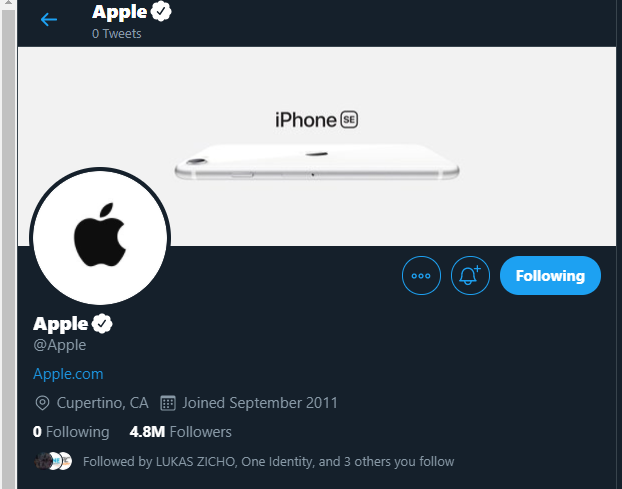 Apple
0 Tweets
iPhone SE
Following
Apple
@Apple
Apple.com
Cupertino, CA Joined September 2011
0 Following 4.8M Followers
Followed by LUKAS ZICHO, One Identity, and 3 others you follow